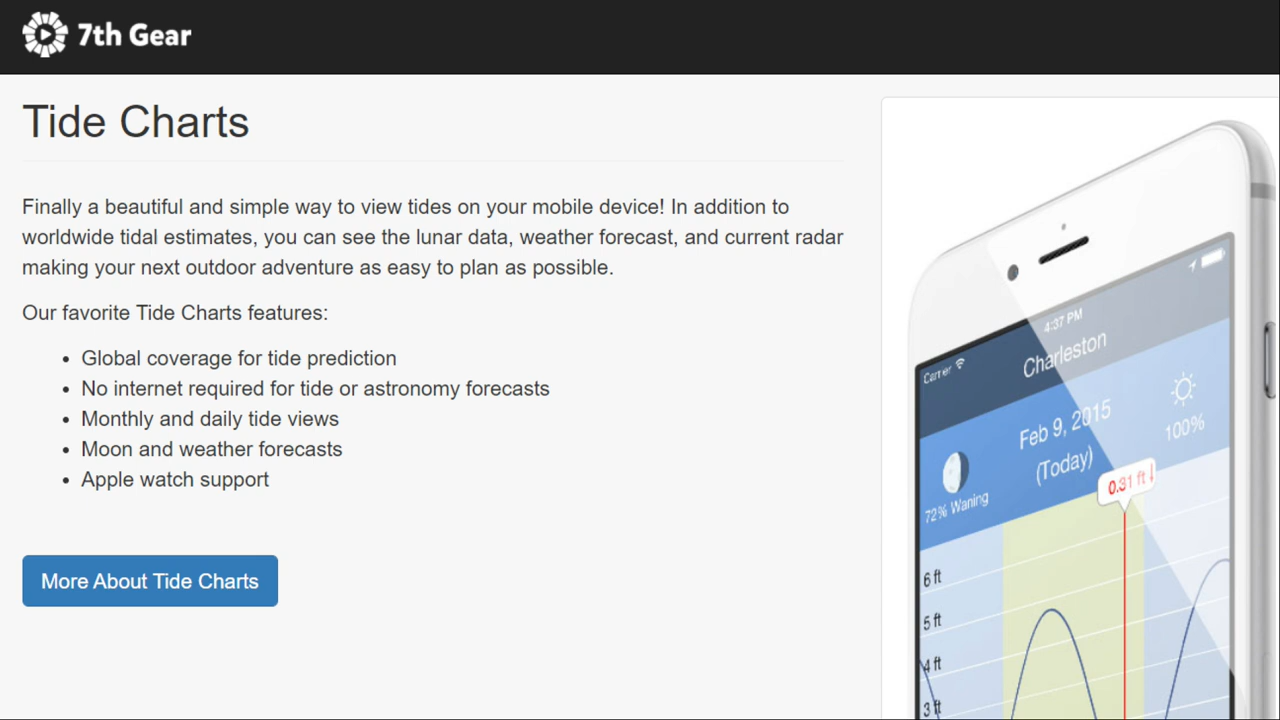 7th Gear
Tide Charts
Finally a beautiful and simple way to view tides on your mobile device! In addition to
worldwide tidal estimates, you can see the lunar data, weather forecast, and current radar
making your next outdoor adventure as easy to plan as possible.
Our favorite Tide Charts features:
• Global coverage for tide prediction
• No internet required for tide or astronomy forecasts
• Monthly and daily tide views
• Moon and weather forecasts
• Apple watch support
More About Tide Charts
Carrier
4:37 PM
Charleston
Feb 9, 2015
(Today)
100%
72% Waning
0.31 ft
6 ft
5 ft
4 ft
3 ft